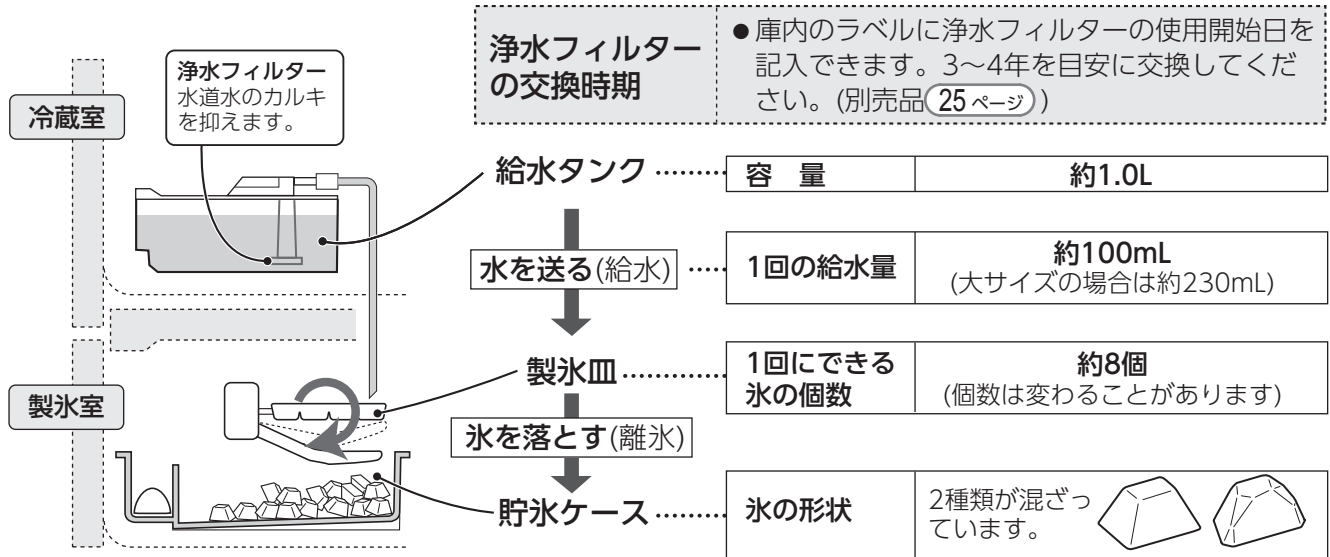 浄水フィルター
の交換時期
●庫内のラベルに浄水フィルターの使用開始日を
記入できます。3～4年を目安に交換してくだ
さい。(別売品 25 ページ)
冷蔵室
浄水フィルター
水道水のカルキ
を抑えます。
給水タンク
容 量
約1.0L
水を送る(給水)
1回の給水量
約100mL
(大サイズの場合は約230mL)
製氷皿
1回にできる
氷の個数
約8個
(個数は変わることがあります)
製氷室
氷を落とす(離氷)
貯氷ケース
氷の形状
2種類が混ざっ
ています。